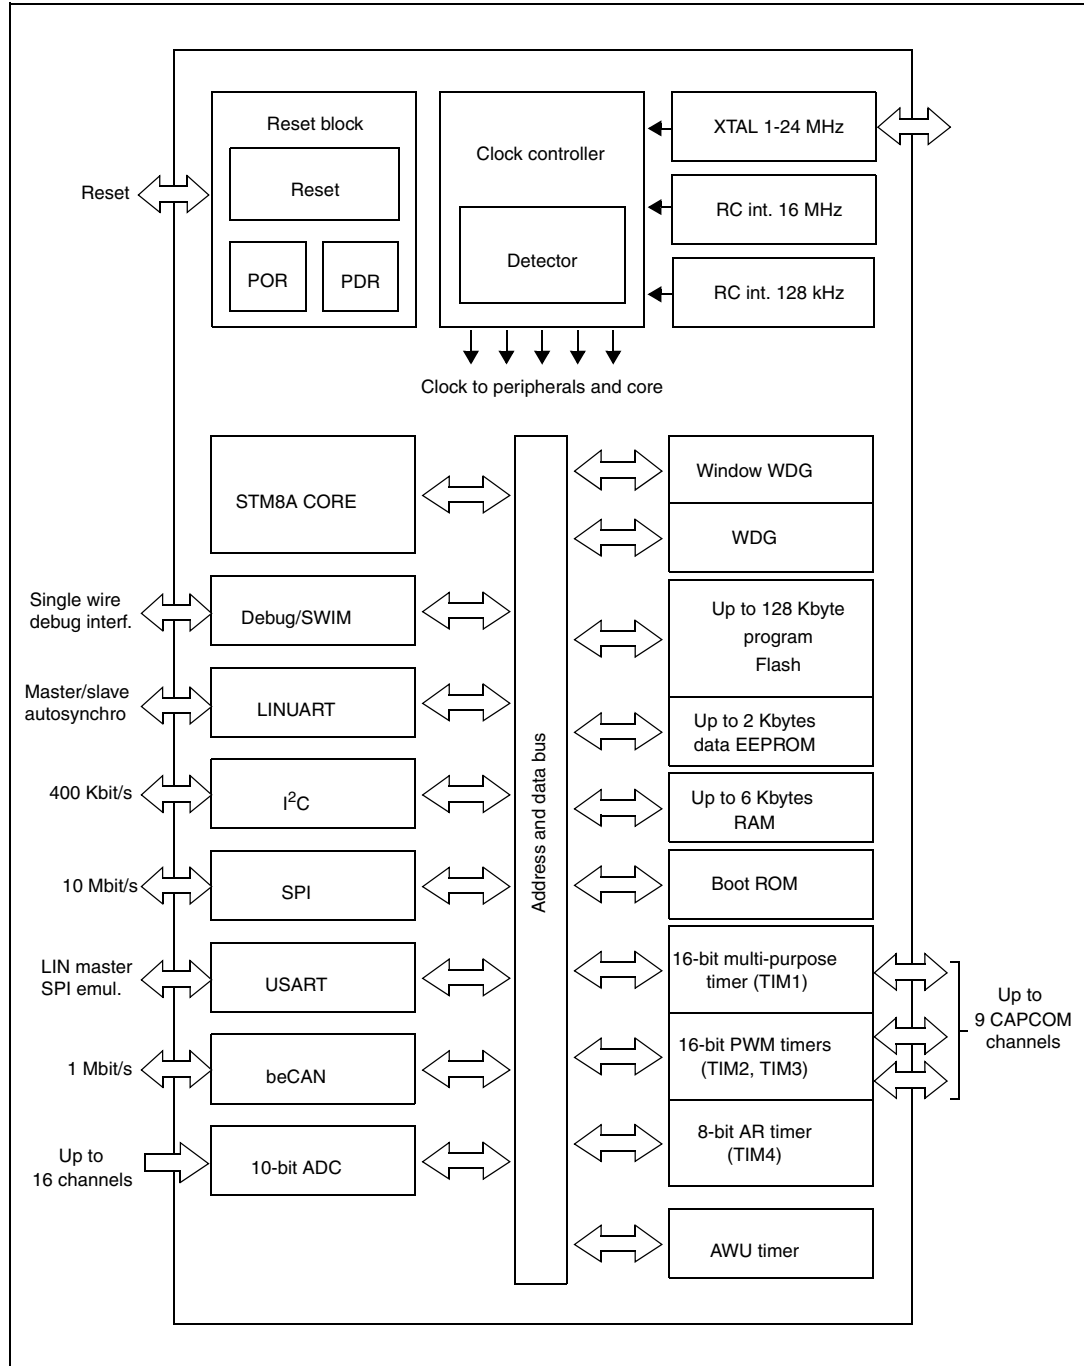 Reset block
Reset
POR
PDR
Reset
Clock controller
Detector
XTAL 1-24 MHz
RC int. 16 MHz
RC int. 128 kHz
Clock to peripherals and core
STM8A CORE
Single wire
debug interf.
Debug/SWIM
Master/slave
autosynchro
LINUART
400 Kbit/s
I²C
10 Mbit/s
SPI
LIN master
SPI emul.
USART
1 Mbit/s
beCAN
Up to
16 channels
10-bit ADC
Address and data bus
Window WDG
WDG
Up to 128 Kbyte
program
Flash
Up to 2 Kbytes
data EEPROM
Up to 6 Kbytes
RAM
Boot ROM
16-bit multi-purpose
timer (TIM1)
16-bit PWM timers
(TIM2, TIM3)
8-bit AR timer
(TIM4)
AWU timer
Up to
9 CAPCOM
channels